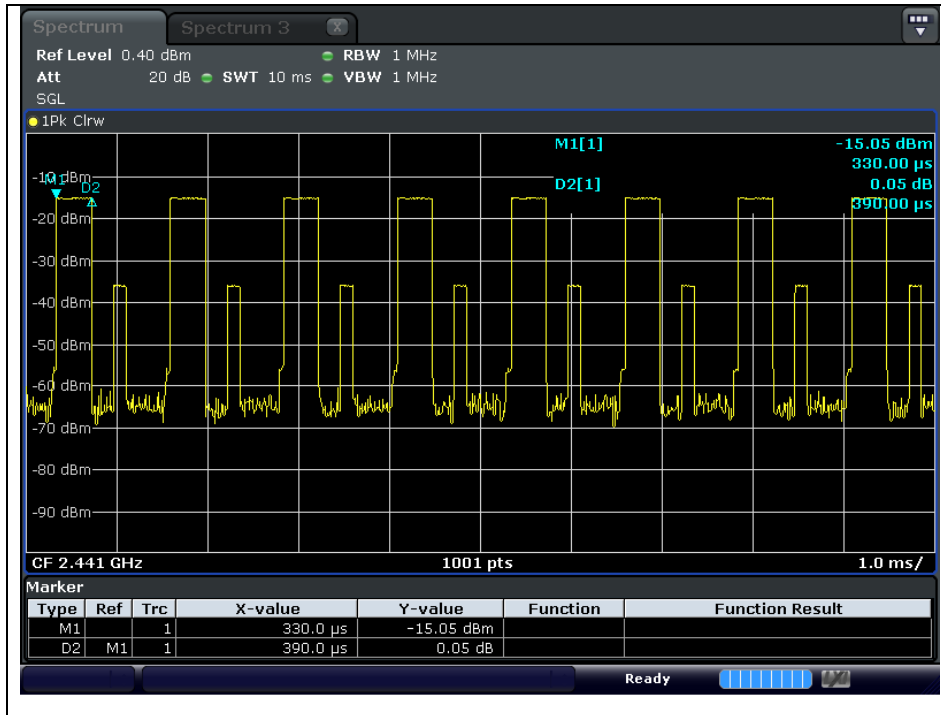 Spectrum Spectrum 3 X
Ref Level 0.40 dBm RBW 1 MHz
Att 20 dB SWT 10 ms VBW 1 MHz
SGL
1Pk Clrw
M1[1] -15.05 dBm
330.00 µs
D2[1] 0.05 dB
390.00 µs
-10 dBm
M1
D2
-20 dBm
-30 dBm
-40 dBm
-50 dBm
-60 dBm
-70 dBm
-80 dBm
-90 dBm
CF 2.441 GHz 1001 pts 1.0 ms/
Marker
Type Ref Trc X-value Y-value Function Function Result
M1 1 330.0 µs -15.05 dBm
D2 M1 1 390.0 µs 0.05 dB
Ready